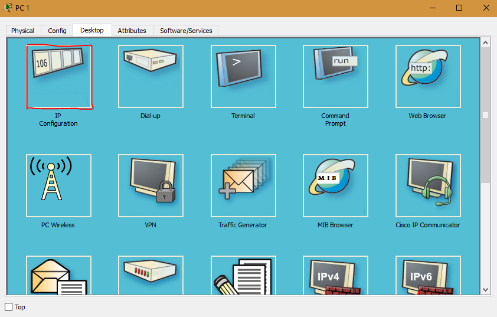 PC 1
Physical Config Desktop Attributes Software/Services
106
run
http:
IP
Configuration
Dial-up
Terminal
Command
Prompt
Web Browser
MIB
PC Wireless
VPN
Traffic Generator
MIB Browser
Cisco IP Communicator
IPv4
IPv6
Top